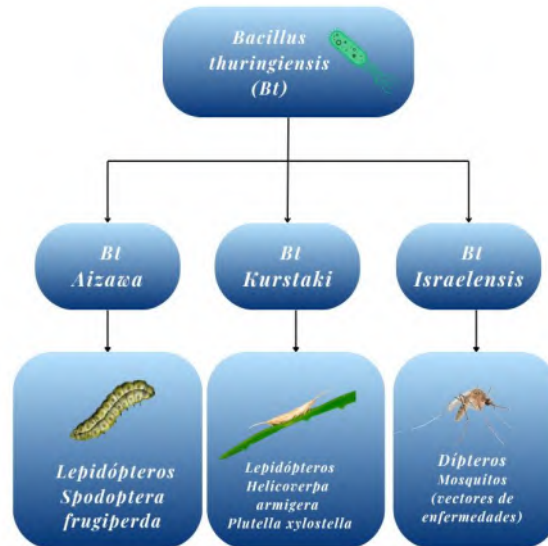 Bacillus
thuringiensis
(Bt)
Bt
Aizawa
Bt
Kurstaki
Bt
Israelensis
Lepidópteros
Spodoptera
frugiperda
Lepidópteros
Helicoverpa
armigera
Plutella xylostella
Dípteros
Mosquitos
(vectores de
enfermedades)